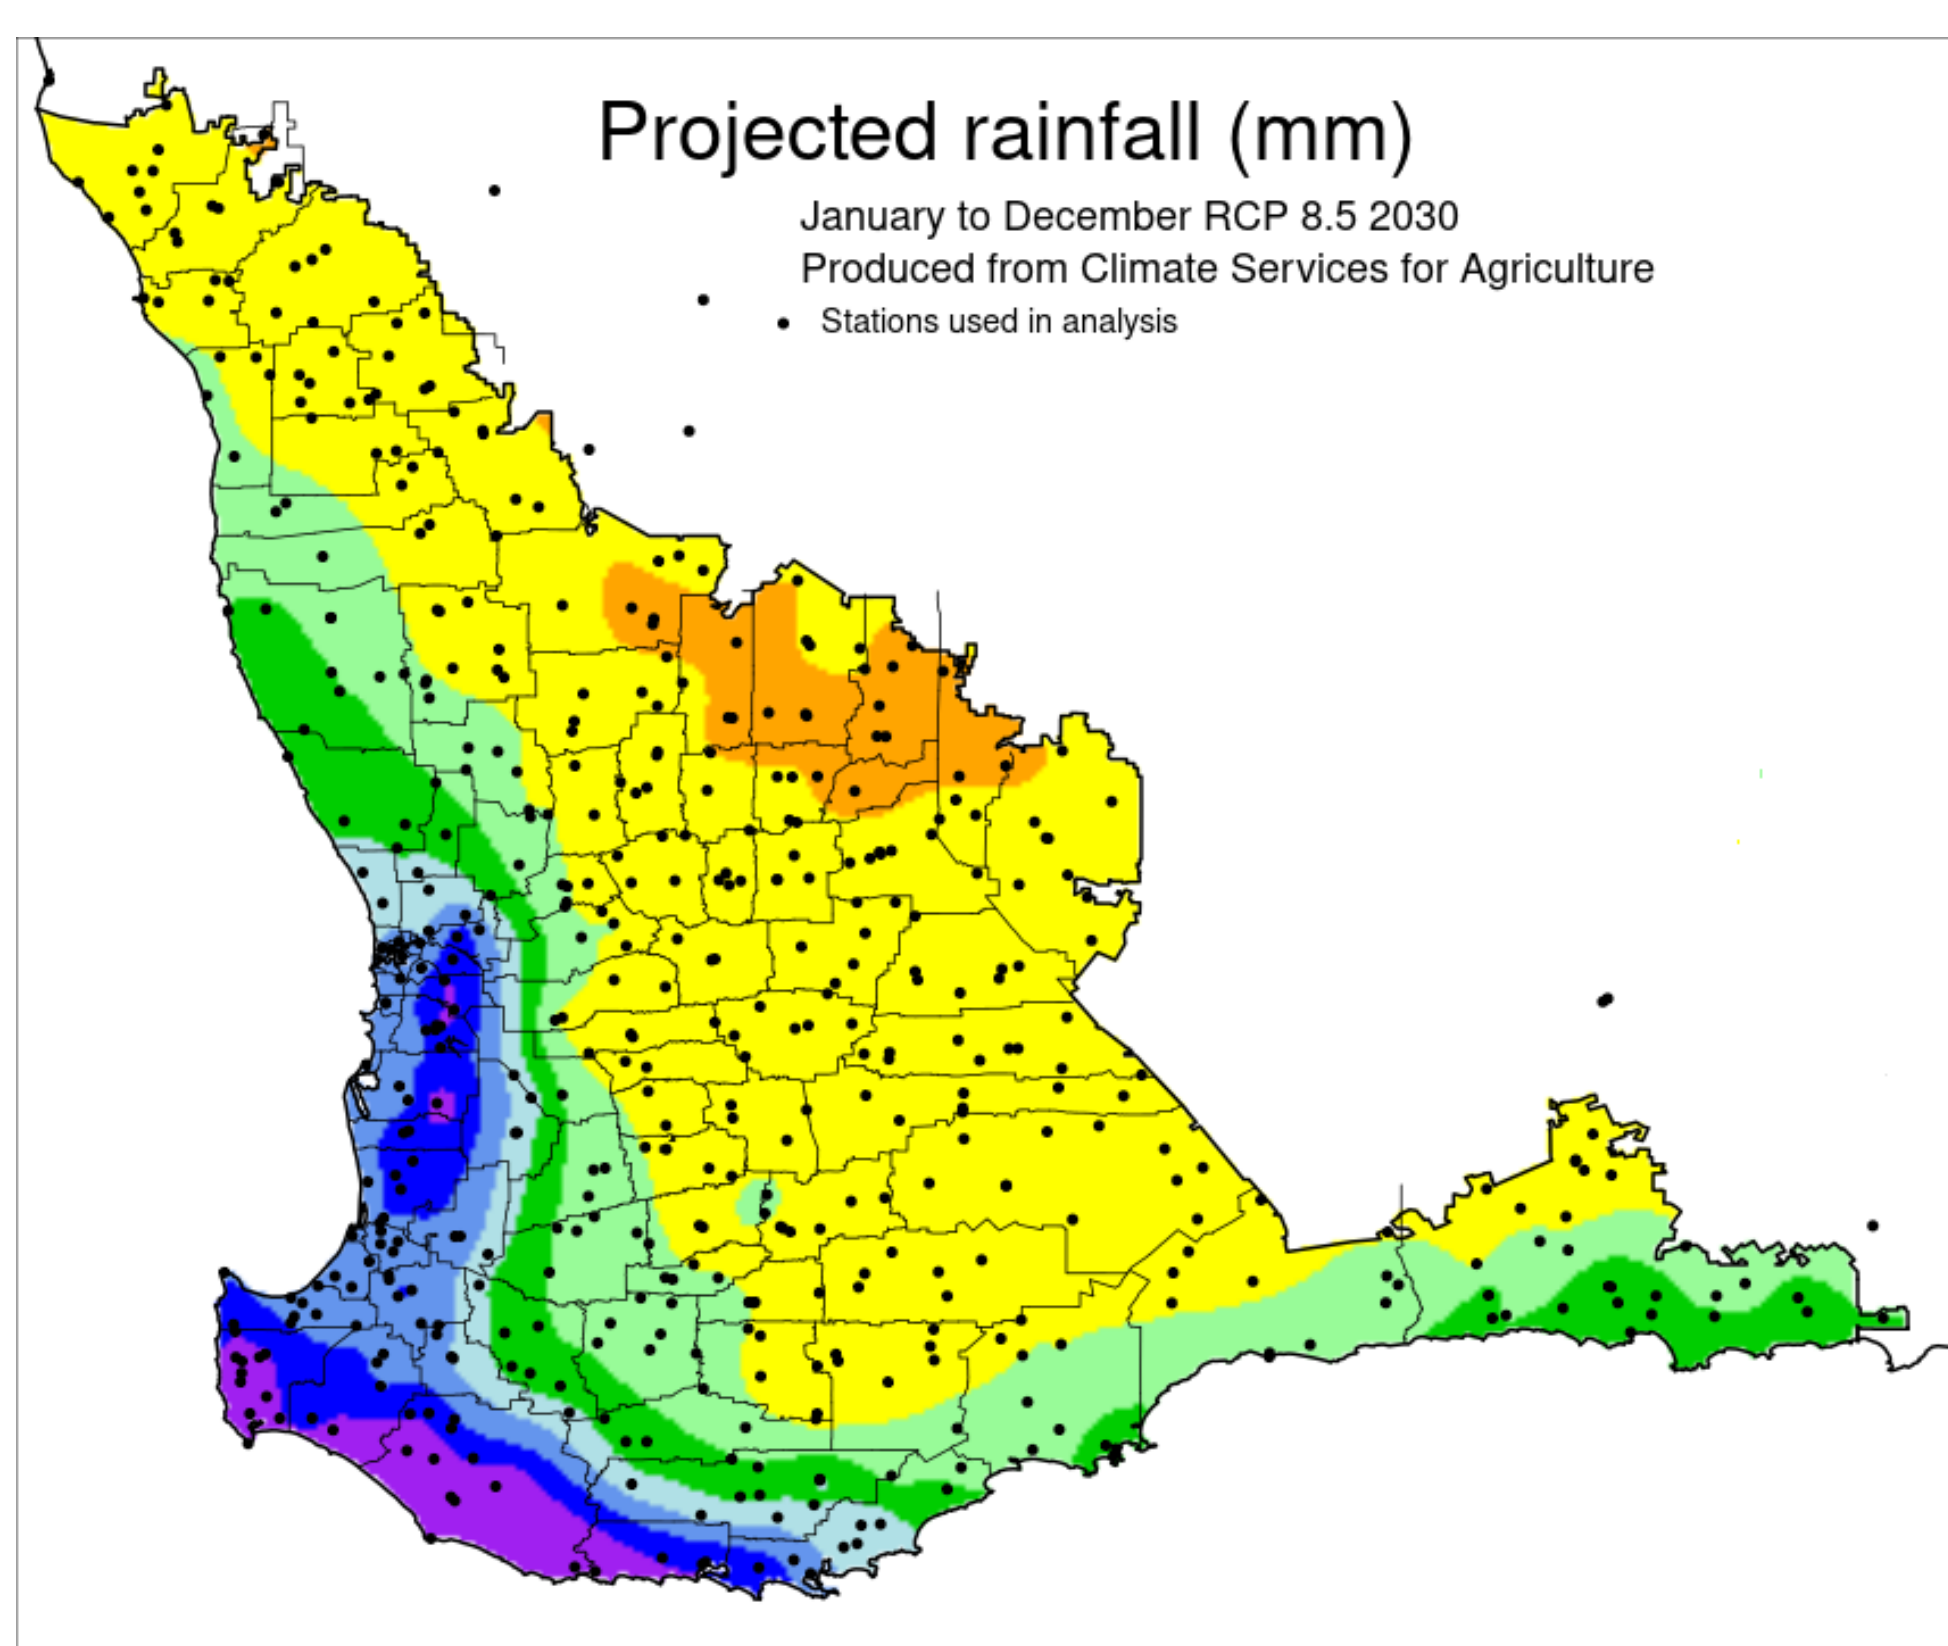 Projected rainfall (mm)
January to December RCP 8.5 2030
Produced from Climate Services for Agriculture
Stations used in analysis